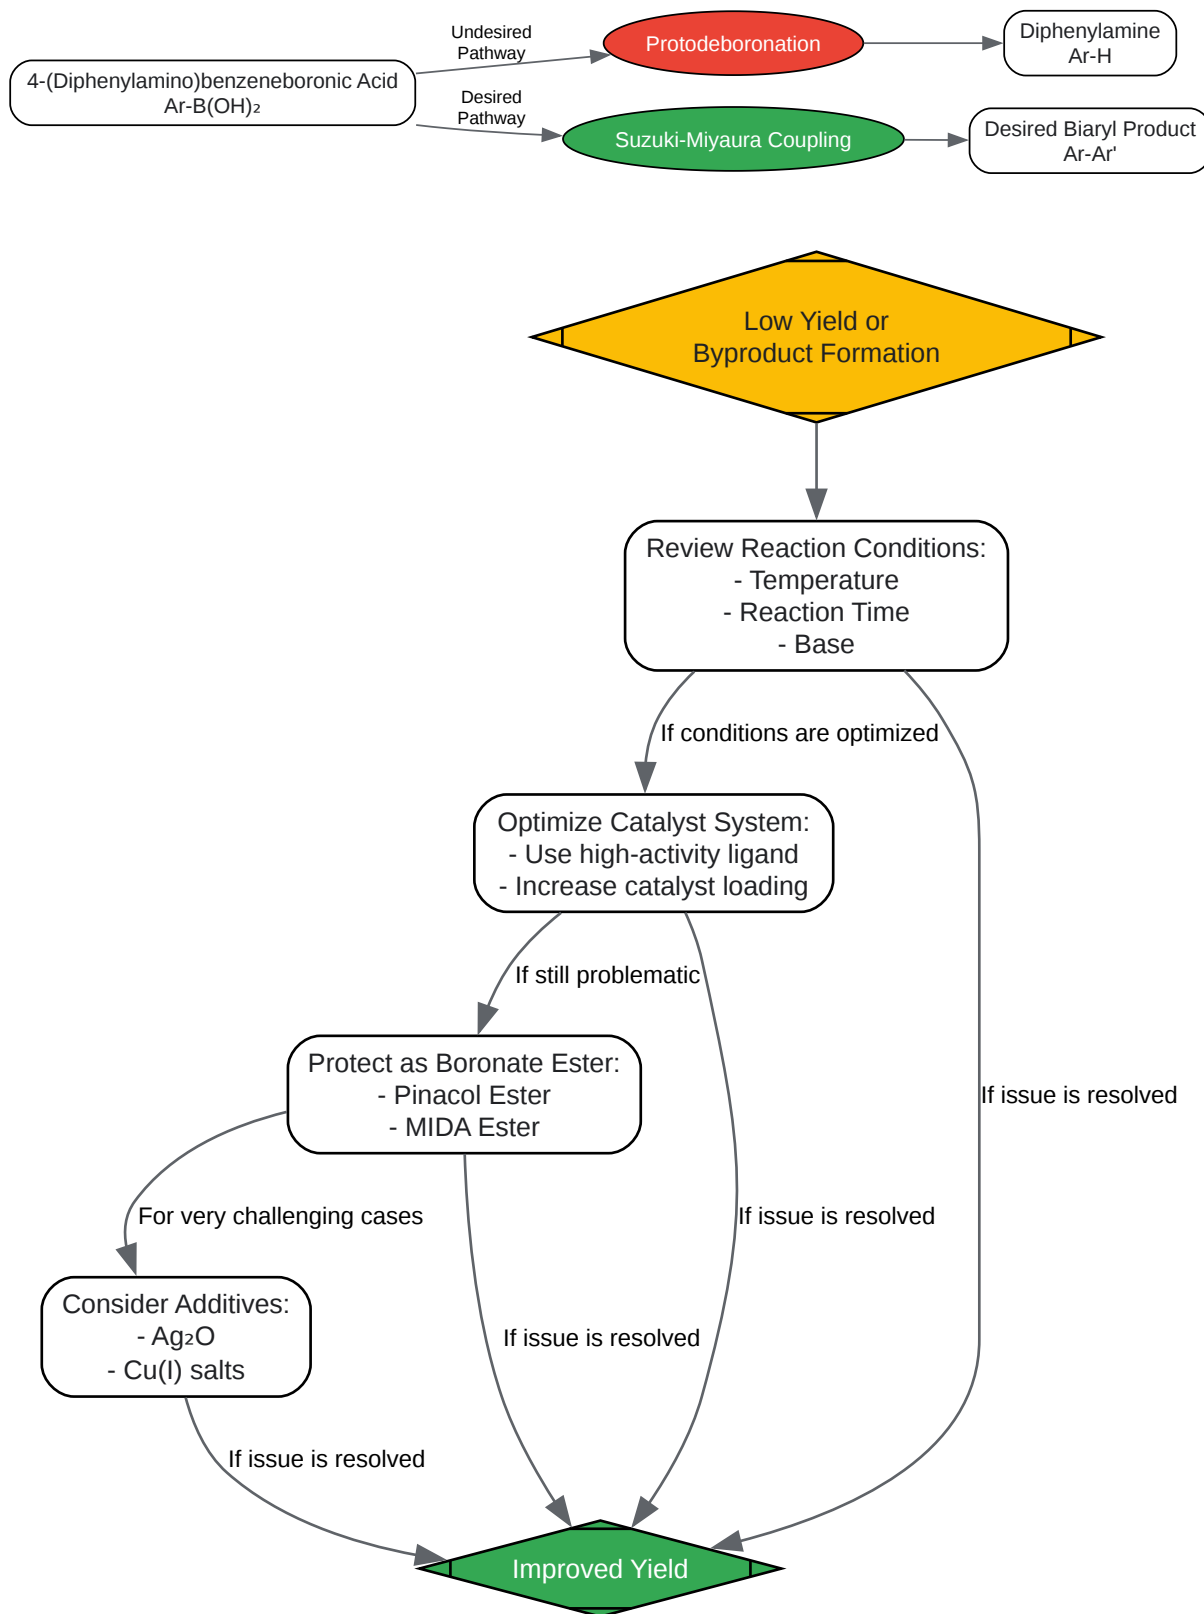 Undesired
Pathway
Protodeboronation
Diphenylamine
Ar-H
4-(Diphenylamino)benzeneboronic Acid
Ar-B(OH)₂
Desired
Pathway
Suzuki-Miyaura Coupling
Desired Biaryl Product
Ar-Ar'
Low Yield or
Byproduct Formation
Review Reaction Conditions:
- Temperature
- Reaction Time
- Base
If conditions are optimized
Optimize Catalyst System:
- Use high-activity ligand
- Increase catalyst loading
If still problematic
Protect as Boronate Ester:
- Pinacol Ester
- MIDA Ester
If issue is resolved
For very challenging cases
If issue is resolved
Consider Additives:
- Ag₂O
- Cu(I) salts
If issue is resolved
If issue is resolved
Improved Yield